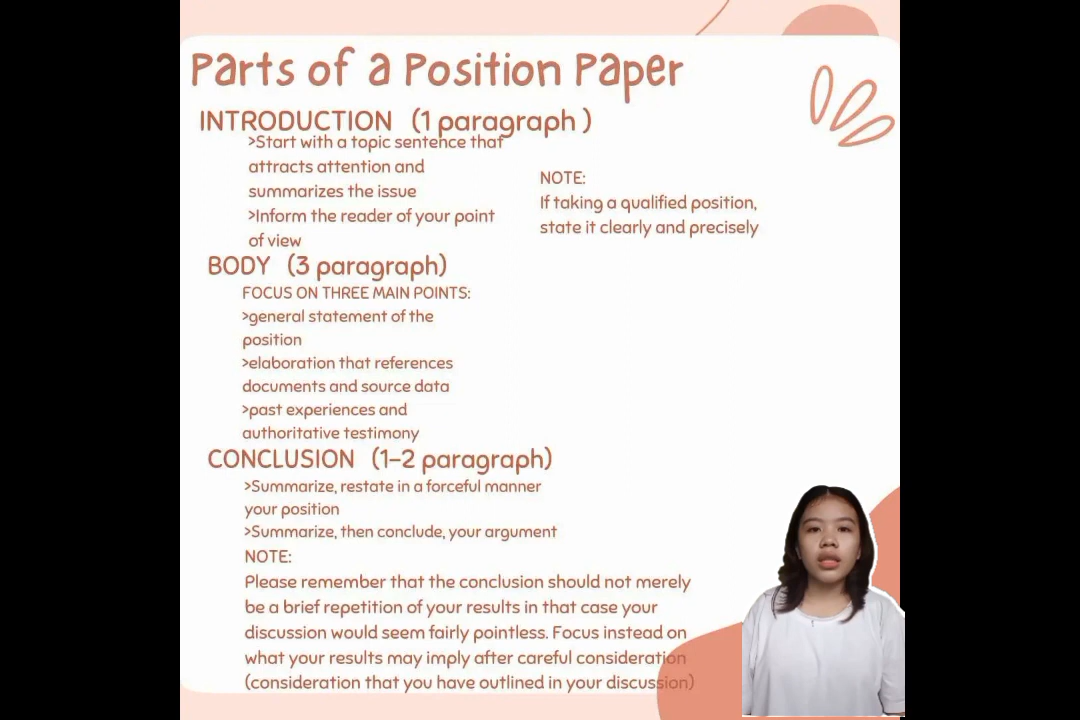 Parts of a Position Paper
INTRODUCTION (1 paragraph )
>Start with a topic sentence that
attracts attention and
summarizes the issue
>Inform the reader of your point
of view
NOTE:
If taking a qualified position,
state it clearly and precisely
BODY (3 paragraph)
FOCUS ON THREE MAIN POINTS:
>general statement of the
position
>elaboration that references
documents and source data
>past experiences and
authoritative testimony
CONCLUSION (1-2 paragraph)
>Summarize, restate in a forceful manner
your position
>Summarize, then conclude, your argument
NOTE:
Please remember that the conclusion should not merely
be a brief repetition of your results in that case your
discussion would seem fairly pointless. Focus instead on
what your results may imply after careful consideration
(consideration that you have outlined in your discussion)